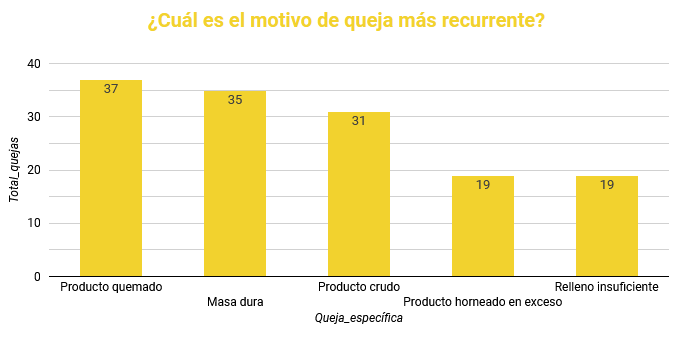 ¿Cuál es el motivo de queja más recurrente?
40
30
20
10
0
Total_quejas
37
35
31
19
19
Producto quemado
Masa dura
Producto crudo
Producto horneado en exceso
Relleno insuficiente
Queja_específica